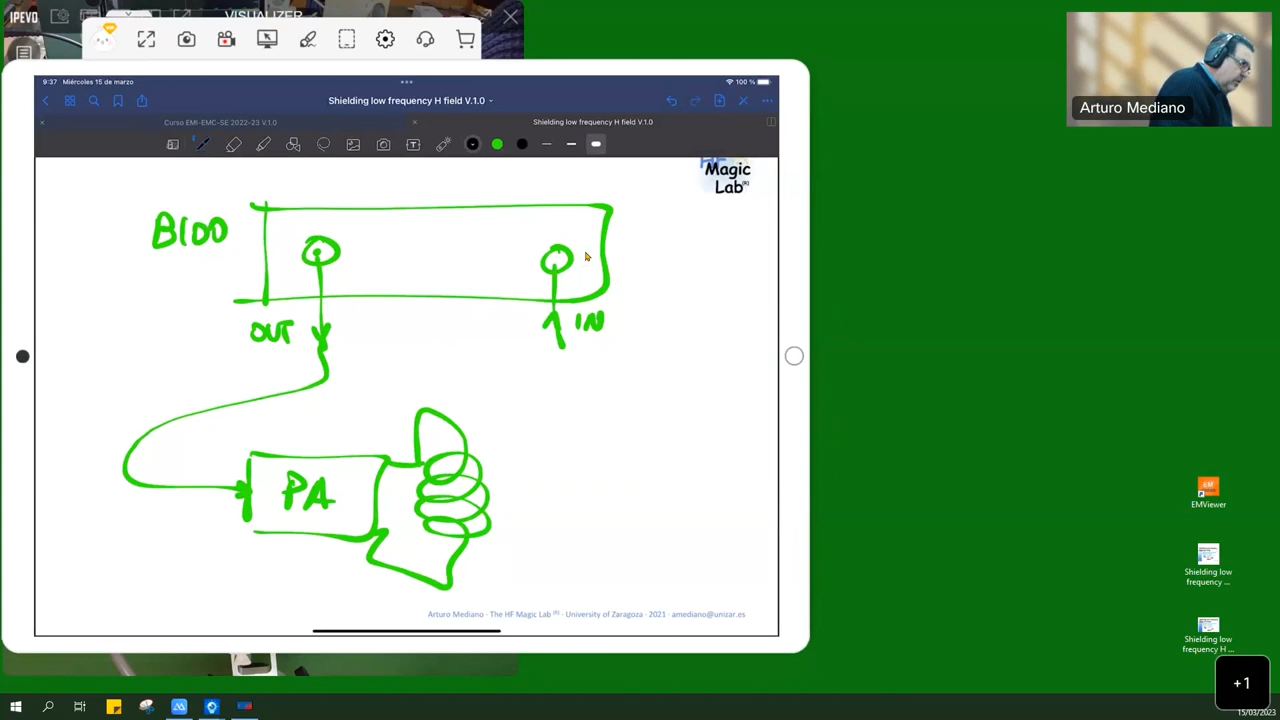 IPEVO
VISUALIZER
Arturo Mediano
9:37 Miércoles 15 de marzo
100 %
Shielding low frequency H field V.1.0
Curso EMI-EMC-SE 2022-23 V.1.0
Shielding low frequency H field V.1.0
HF
Magic
Lab(R)
B100
OUT
IN
PA
Arturo Mediano - The HF Magic Lab (R) - University of Zaragoza - 2021 - amediano@unizar.es
EM
EMViewer
Shielding low
frequency ...
Shielding low
frequency H ...
+1
15/03/2023